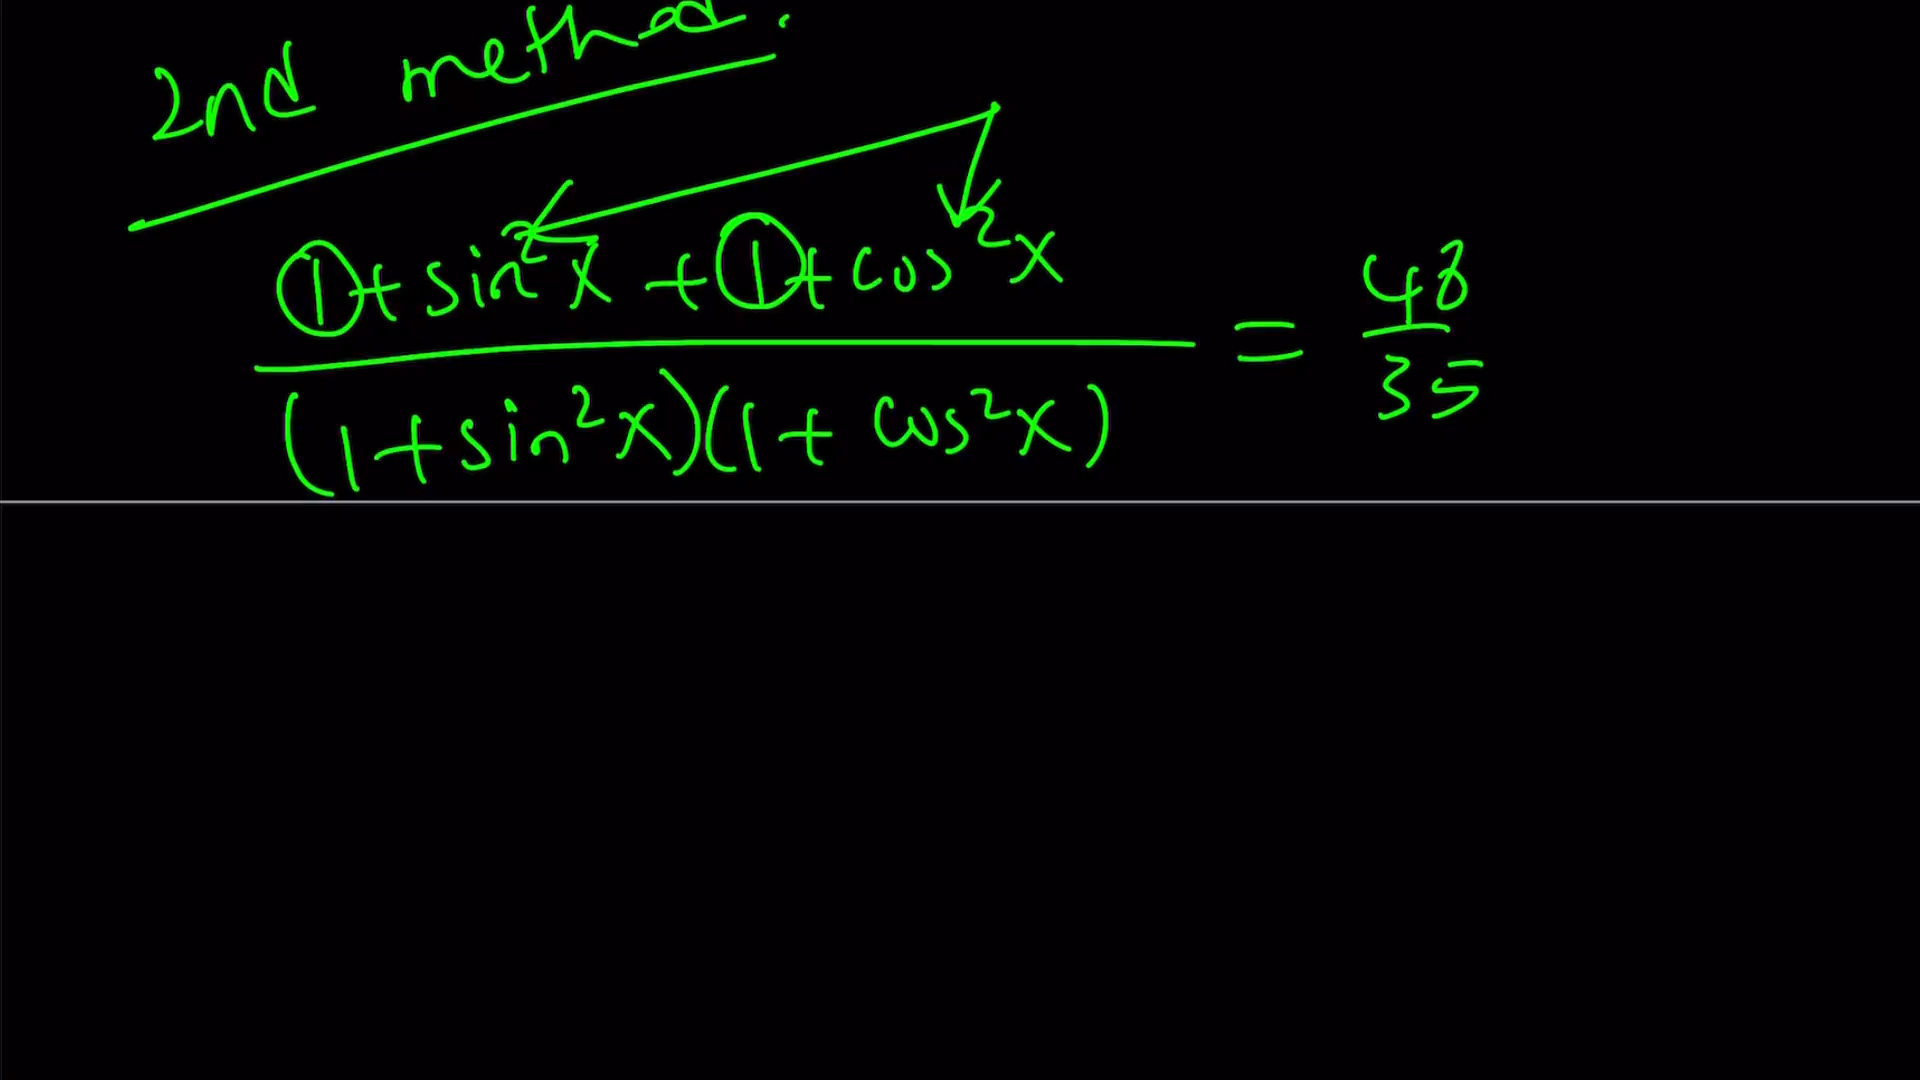 2nd method.
1 + sin²x + 1 + cos²x
(1 + sin²x)(1 + cos²x)
= 48
35